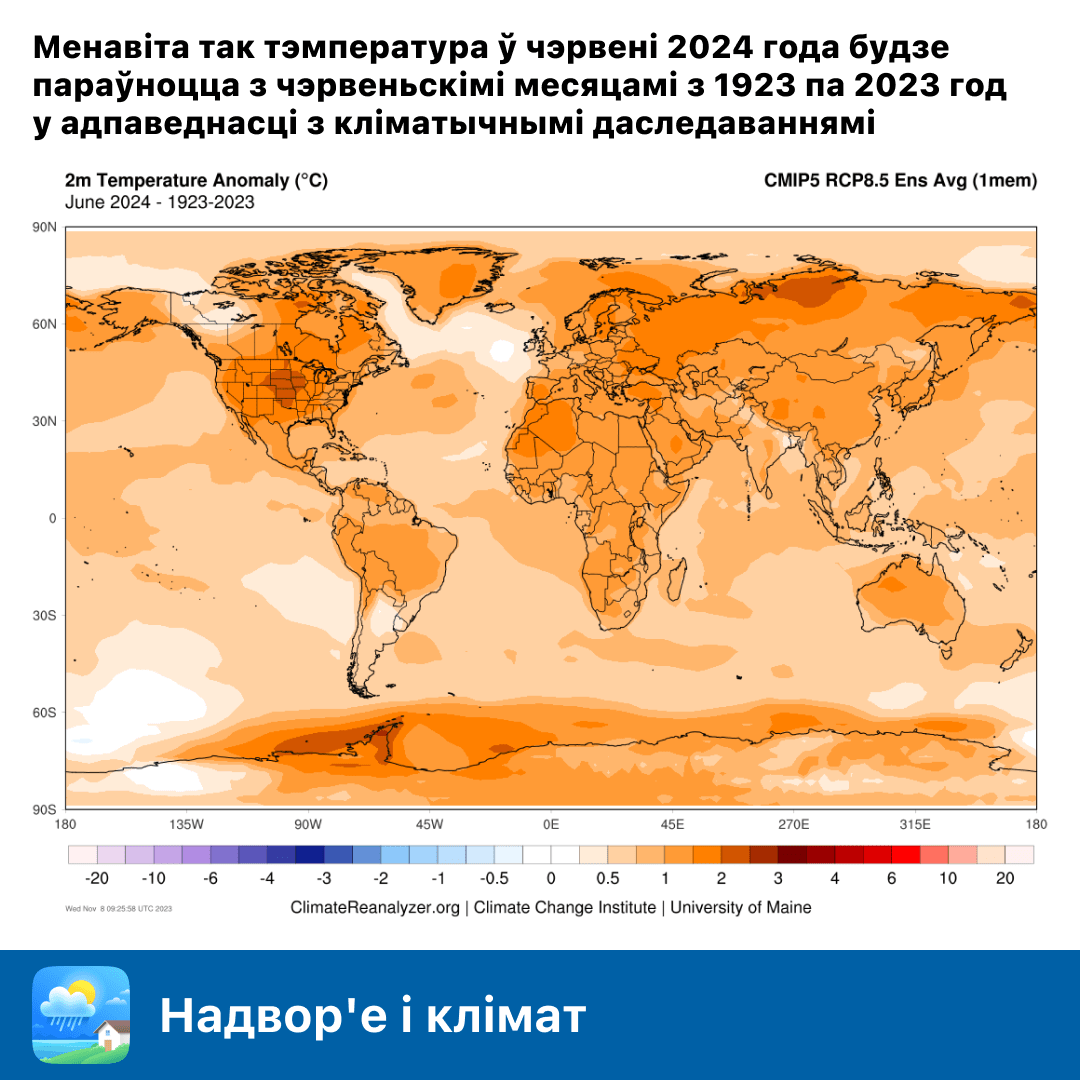 Менавіта так тэмпература ў чэрвені 2024 года будзе
параўноцца з чэрвеньскімі месяцамі з 1923 па 2023 год
у адпаведнасці з кліматычнымі даследаваннямі
2m Temperature Anomaly (°C)
CMIP5 RCP8.5 Ens Avg (1mem)
June 2024 - 1923-2023
90N
60N
30N
0
30S
60S
90S
180 135W 90W 45W 0E 45E 270E 315E 180
-20 -10 -6 -4 -3 -2 -1 -0.5 0 0.5 1 2 3 4 6 10 20
Wed Nov 8 09:25:58 UTC 2023
ClimateReanalyzer.org | Climate Change Institute | University of Maine
Надвор'е і клімат